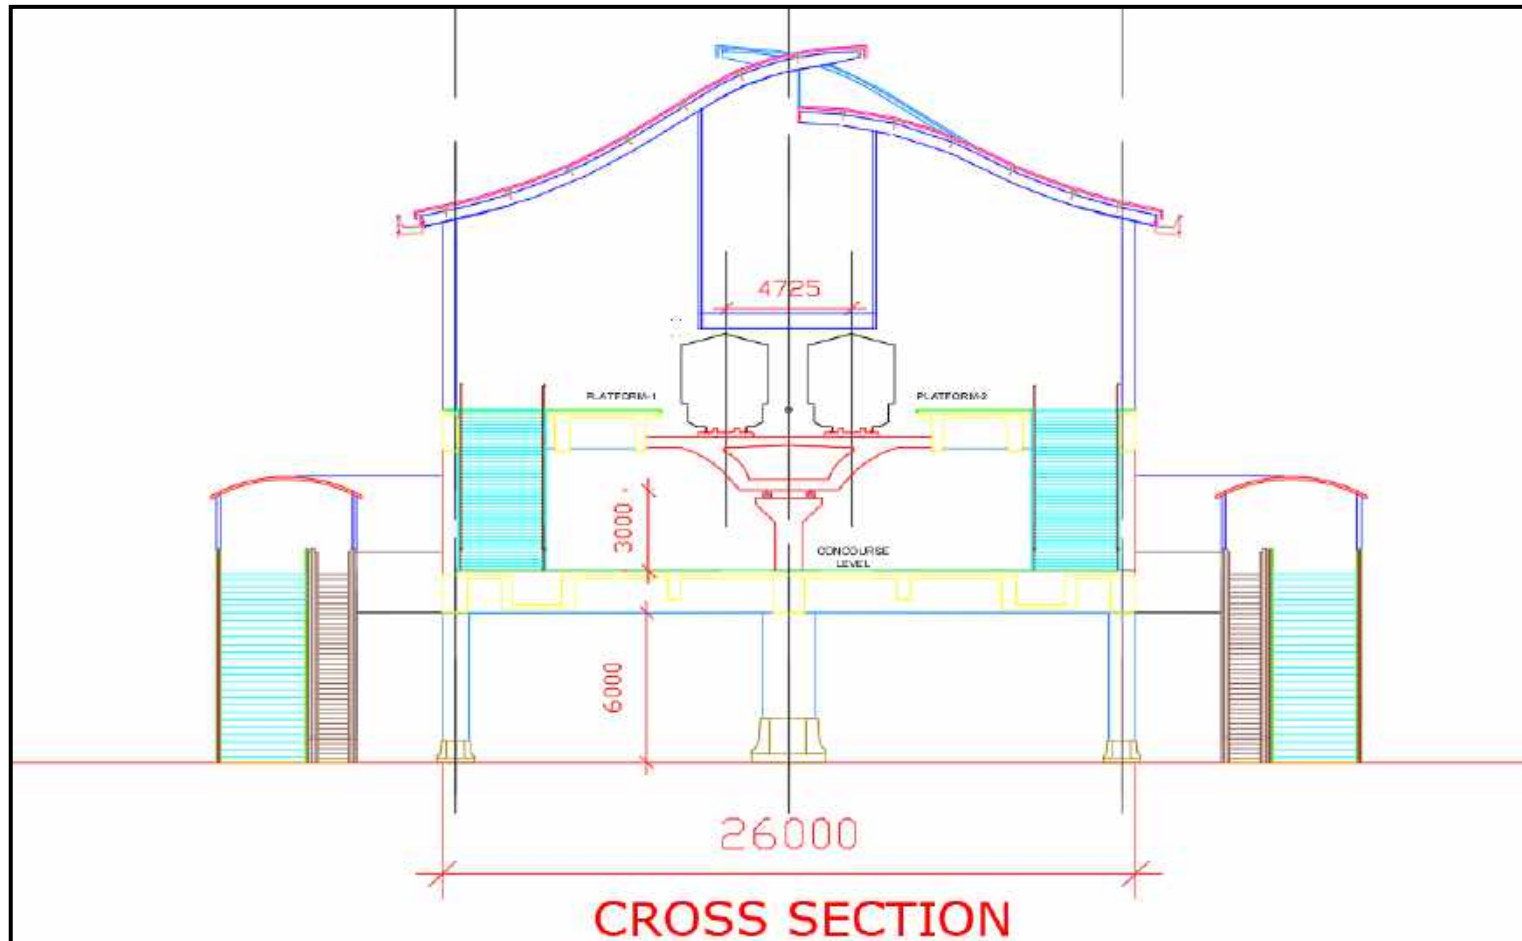 4725
PLATFORM-1
PLATFORM-2
3000
CONCOURSE
LEVEL
6000
26000
CROSS SECTION